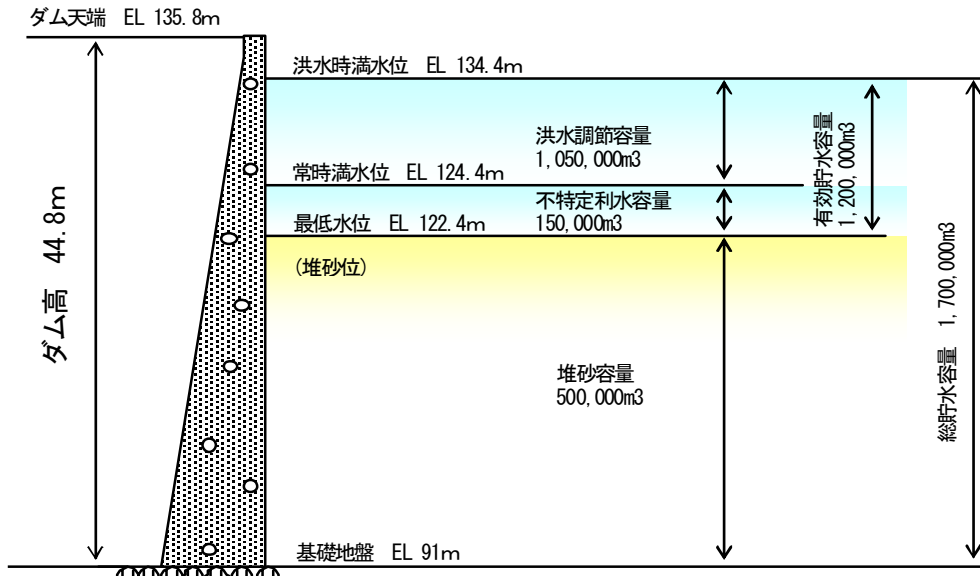 ダム天端 EL 135.8m
洪水時満水位 EL 134.4m
洪水調節容量
1,050,000m3
常時満水位 EL 124.4m
不特定利水容量
150,000m3
最低水位 EL 122.4m
(堆砂位)
有効貯水容量
1,200,000m3
ダム高 44.8m
堆砂容量
500,000m3
総貯水容量 1,700,000m3
基礎地盤 EL 91m